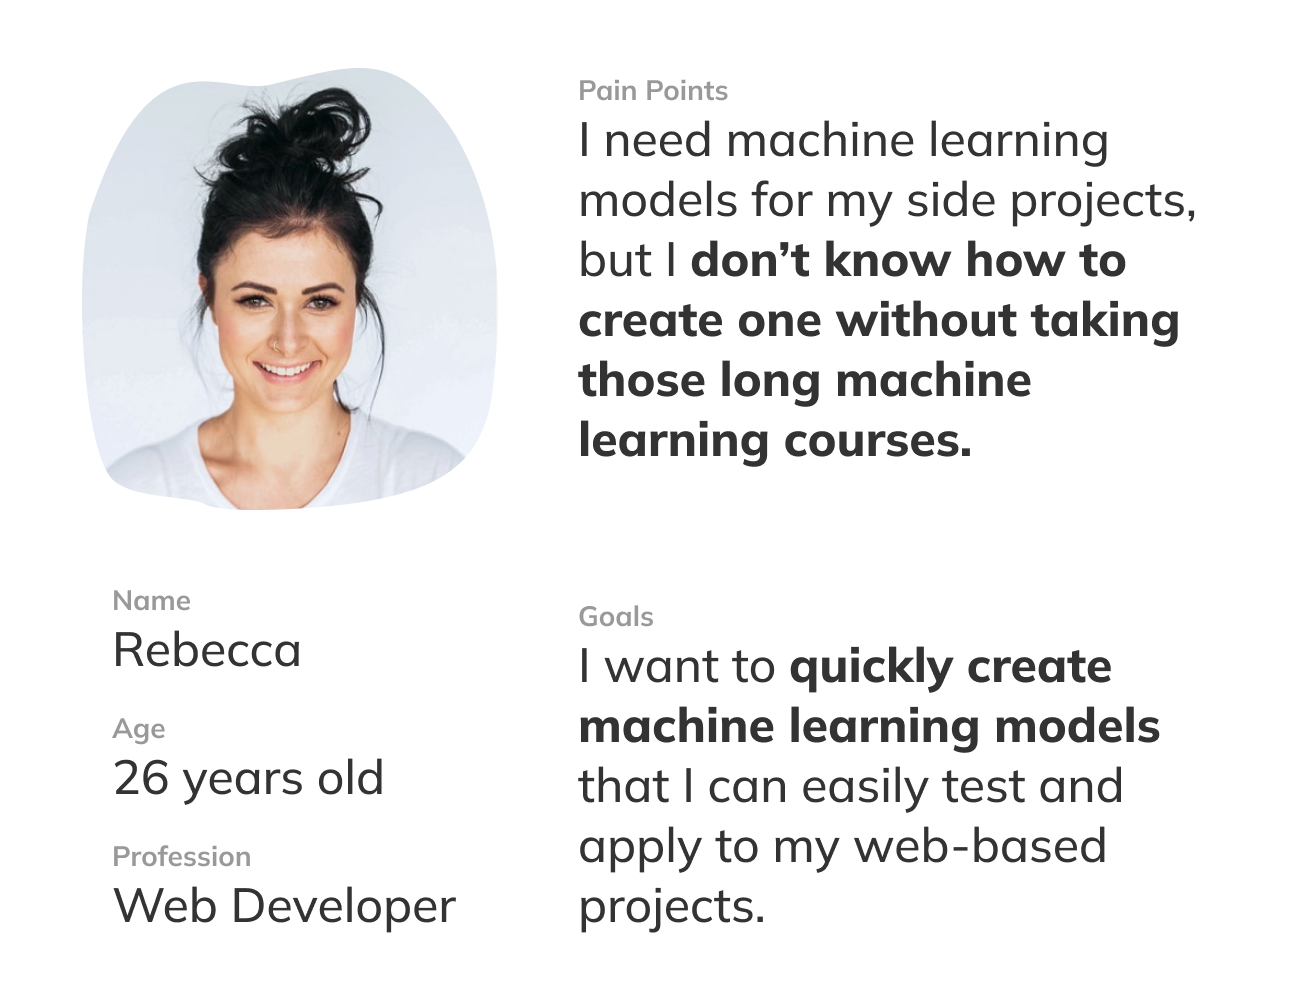 Pain Points
I need machine learning
models for my side projects,
but I don’t know how to
create one without taking
those long machine
learning courses.
Name
Rebecca
Age
26 years old
Profession
Web Developer
Goals
I want to quickly create
machine learning models
that I can easily test and
apply to my web-based
projects.